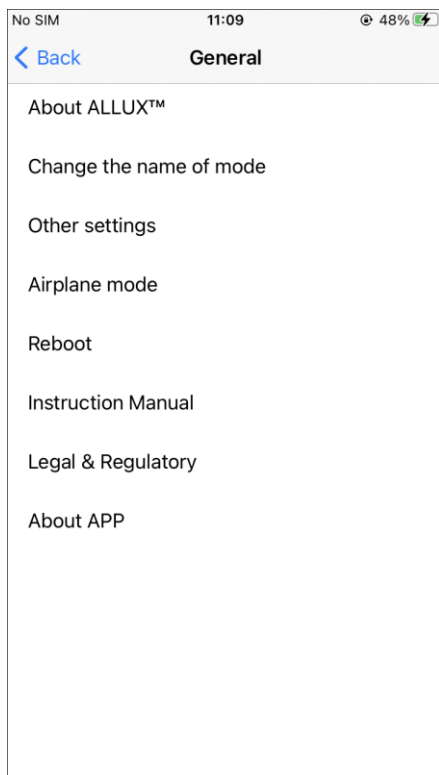 No SIM 11:09 48%
Back General
About ALLUX™
Change the name of mode
Other settings
Airplane mode
Reboot
Instruction Manual
Legal & Regulatory
About APP